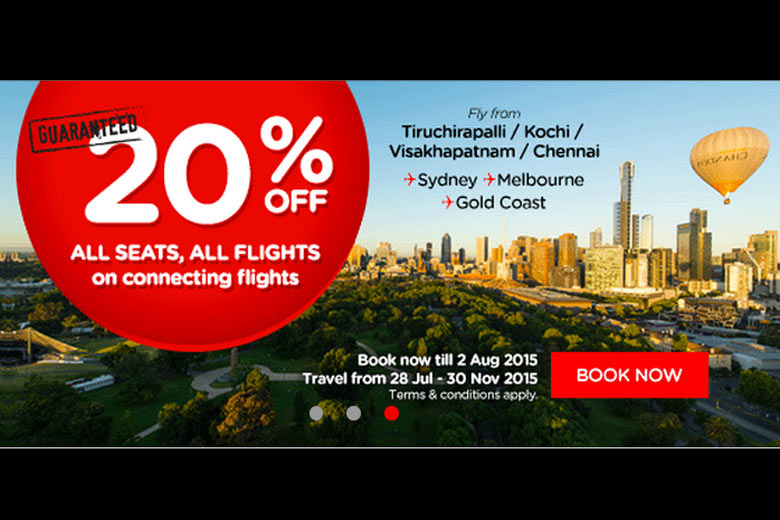 GUARANTEED
20% OFF
ALL SEATS, ALL FLIGHTS
on connecting flights
Fly from
Tiruchirapalli / Kochi /
Visakhapatnam / Chennai
Sydney Melbourne
Gold Coast
CHANDON
Book now till 2 Aug 2015
Travel from 28 Jul - 30 Nov 2015
Terms & conditions apply.
BOOK NOW